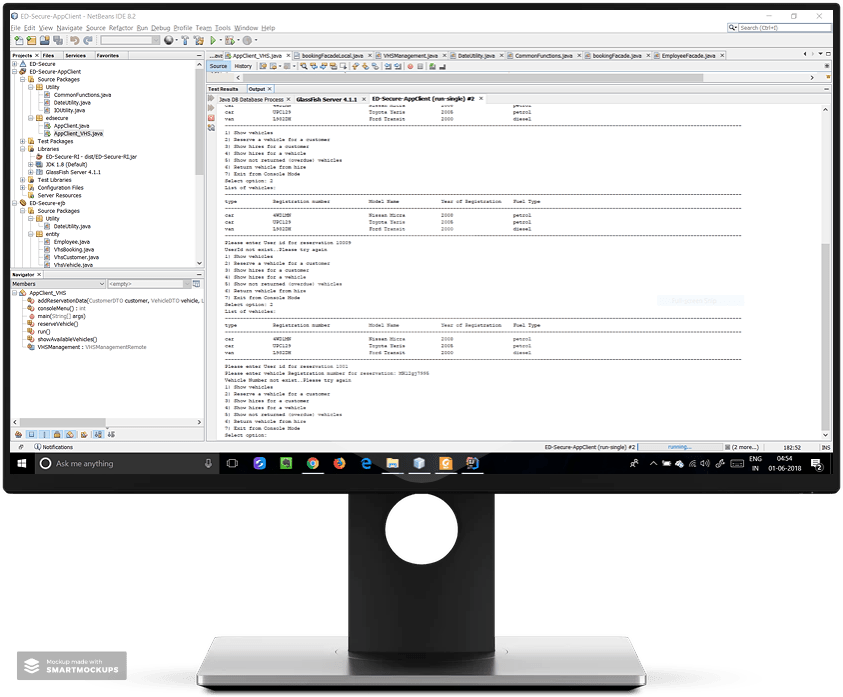 ED-Secure-AppClient - NetBeans IDE 8.2
File Edit View Navigate Source Refactor Run Debug Profile Team Tools Window Help
Search (Ctrl+I)
Projects × Files Services Favorites
...ava AppClient_VHS.java × bookingFacadeLocal.java × VHSManagement.java × DateUtility.java × CommonFunctions.java × bookingFacade.java × EmployeeFacade.java ×
Source History
ED-Secure
ED-Secure-AppClient
Source Packages
Utility
CommonFunctions.java
DateUtility.java
IOUtility.java
edsecure
AppClient.java
AppClient_VHS.java
Test Packages
Libraries
ED-Secure-RI - dist/ED-Secure-RI.jar
JDK 1.8 (Default)
GlassFish Server 4.1.1
Test Libraries
Configuration Files
Server Resources
ED-Secure-ejb
Source Packages
Utility
DateUtility.java
entity
Employee.java
VhsBooking.java
VhsCustomer.java
VhsVehicle.java
Navigator ×
Members <empty>
AppClient_VHS
addReservationData(CustomerDTO customer, VehicleDTO vehicle, L
consoleMenu() : int
main(String[] args)
reserveVehicle()
run()
showAvailableVehicles()
VHSManagement : VHSManagementRemote
Test Results Output ×
Java DB Database Process × GlassFish Server 4.1.1 × ED-Secure-AppClient (run-single) #2 ×
car UPC129 Toyota Yaris 2005 petrol
van L982DM Ford Transit 2000 diesel
1) Show vehicles
2) Reserve a vehicle for a customer
3) Show hires for a customer
4) Show hires for a vehicle
5) Show not returned (overdue) vehicles
6) Return vehicle from hire
7) Exit from Console Mode
Select option: 2
List of vehicles:
type Registration number Model Name Year of Registration Fuel Type
car Nissan Micra 2008 petrol
car UPC129 Toyota Yaris 2005 petrol
van L982DM Ford Transit 2000 diesel
Please enter User id for reservation 10009
UserId not exist..Please try again
1) Show vehicles
2) Reserve a vehicle for a customer
3) Show hires for a customer
4) Show hires for a vehicle
5) Show not returned (overdue) vehicles
6) Return vehicle from hire
7) Exit from Console Mode
Select option: 2
List of vehicles:
type Registration number Model Name Year of Registration Fuel Type
car Nissan Micra 2008 petrol
car UPC129 Toyota Yaris 2005 petrol
van L982DM Ford Transit 2000 diesel
Please enter User id for reservation 1001
Please enter vehicle Registration number for reservation:
Vehicle Number not exist..Please try again
1) Show vehicles
2) Reserve a vehicle for a customer
3) Show hires for a customer
4) Show hires for a vehicle
5) Show not returned (overdue) vehicles
6) Return vehicle from hire
7) Exit from Console Mode
Select option:
Notifications
ED-Secure-AppClient (run-single) #2 running... (2 more...) 182:52 INS
Ask me anything
ENG
IN
04:54
01-06-2018
2
Mockup made with
SMARTMOCKUPS